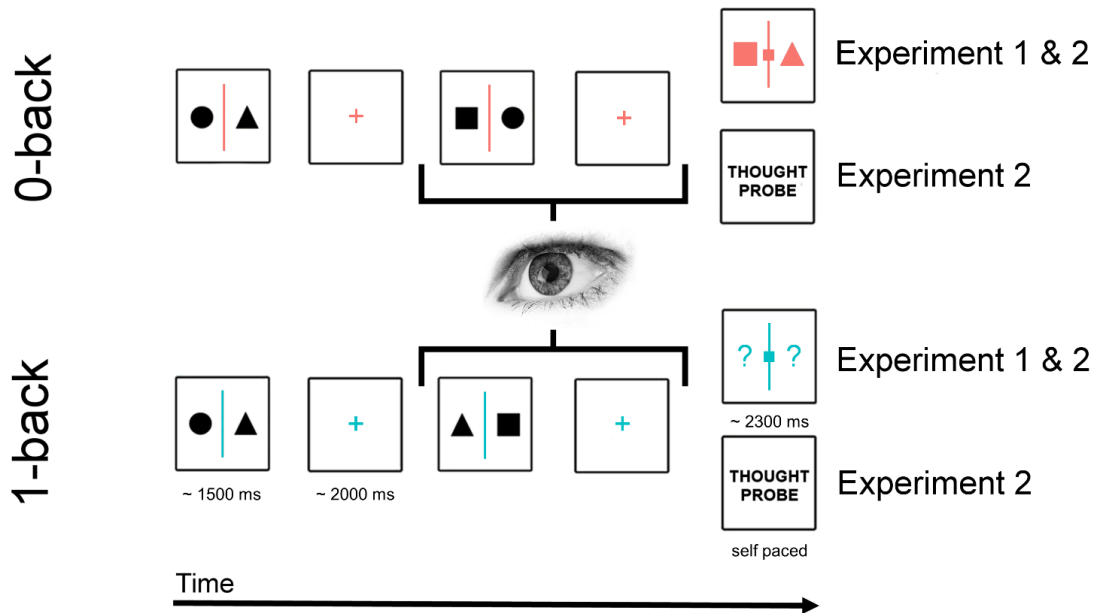 0-back
Experiment 1 & 2
THOUGHT
PROBE
Experiment 2
1-back
? ?
Experiment 1 & 2
~ 2300 ms
~ 1500 ms
~ 2000 ms
THOUGHT
PROBE
Experiment 2
self paced
Time